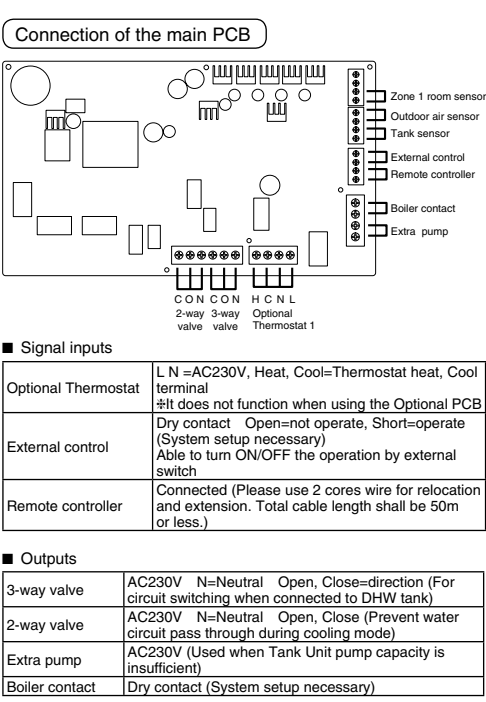 Connection of the main PCB
Zone 1 room sensor
Outdoor air sensor
Tank sensor
External control
Remote controller
Boiler contact
Extra pump
C O N C O N H C N L
2-way 3-way Optional
valve valve Thermostat 1
■ Signal inputs
Optional Thermostat
L N =AC230V, Heat, Cool=Thermostat heat, Cool
terminal
※It does not function when using the Optional PCB
External control
Dry contact Open=not operate, Short=operate
(System setup necessary)
Able to turn ON/OFF the operation by external
switch
Remote controller
Connected (Please use 2 cores wire for relocation
and extension. Total cable length shall be 50m
or less.)
■ Outputs
3-way valve
AC230V N=Neutral Open, Close=direction (For
circuit switching when connected to DHW tank)
2-way valve
AC230V N=Neutral Open, Close (Prevent water
circuit pass through during cooling mode)
Extra pump
AC230V (Used when Tank Unit pump capacity is
insufficient)
Boiler contact
Dry contact (System setup necessary)